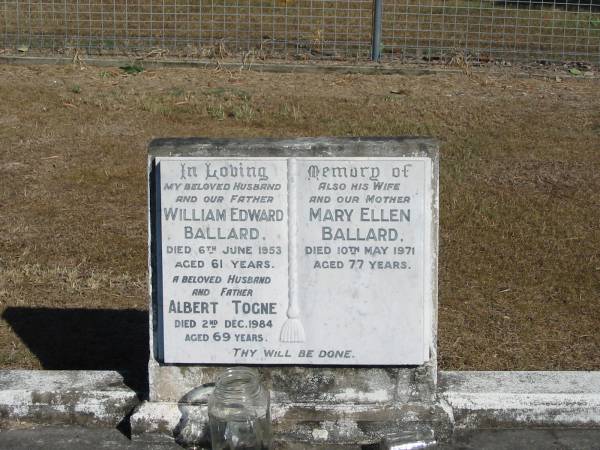 In Loving Memory of
MY BELOVED HUSBAND
AND OUR FATHER
WILLIAM EDWARD
BALLARD,
DIED 6TH JUNE 1953
AGED 61 YEARS.
A BELOVED HUSBAND
AND FATHER
ALBERT TOGNE
DIED 2ND DEC. 1984
AGED 69 YEARS.
ALSO HIS WIFE
AND OUR MOTHER
MARY ELLEN
BALLARD,
DIED 10TH MAY 1971
AGED 77 YEARS.
THY WILL BE DONE.